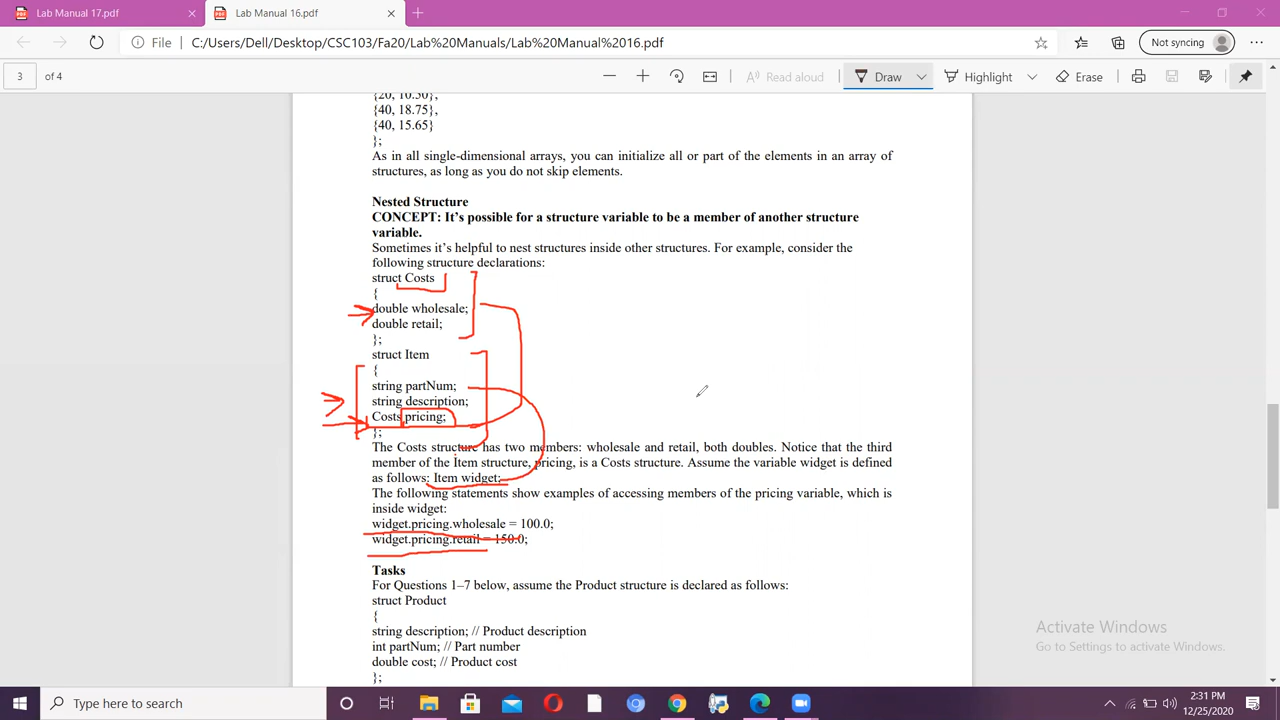 Lab Manual 17.pdf
Lab Manual 16.pdf
File
C:/Users/Dell/Desktop/CSC103/Fa20/Lab%20Manuals/Lab%20Manual%2016.pdf
Not syncing
3 of 4
Read aloud
Draw
Highlight
Erase
{20, 10.50},
{40, 18.75},
{40, 15.65}
};
As in all single-dimensional arrays, you can initialize all or part of the elements in an array of
structures, as long as you do not skip elements.
Nested Structure
CONCEPT: It’s possible for a structure variable to be a member of another structure
variable.
Sometimes it’s helpful to nest structures inside other structures. For example, consider the
following structure declarations:
struct Costs
{
double wholesale;
double retail;
};
struct Item
{
string partNum;
string description;
Costs pricing;
};
The Costs structure has two members: wholesale and retail, both doubles. Notice that the third
member of the Item structure, pricing, is a Costs structure. Assume the variable widget is defined
as follows: Item widget;
The following statements show examples of accessing members of the pricing variable, which is
inside widget:
widget.pricing.wholesale = 100.0;
widget.pricing.retail = 150.0;
Tasks
For Questions 1–7 below, assume the Product structure is declared as follows:
struct Product
{
string description; // Product description
int partNum; // Part number
double cost; // Product cost
};
Activate Windows
Go to Settings to activate Windows.
Type here to search
2:31 PM
12/25/2020